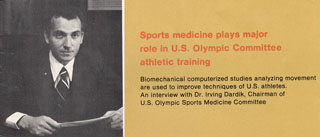 Sports medicine plays major
role in U.S. Olympic Committee
athletic training
Biomechanical computerized studies analyzing movement
are used to improve techniques of U.S. athletes.
An interview with Dr. Irving Dardik, Chairman of
U.S. Olympic Sports Medicine Committee